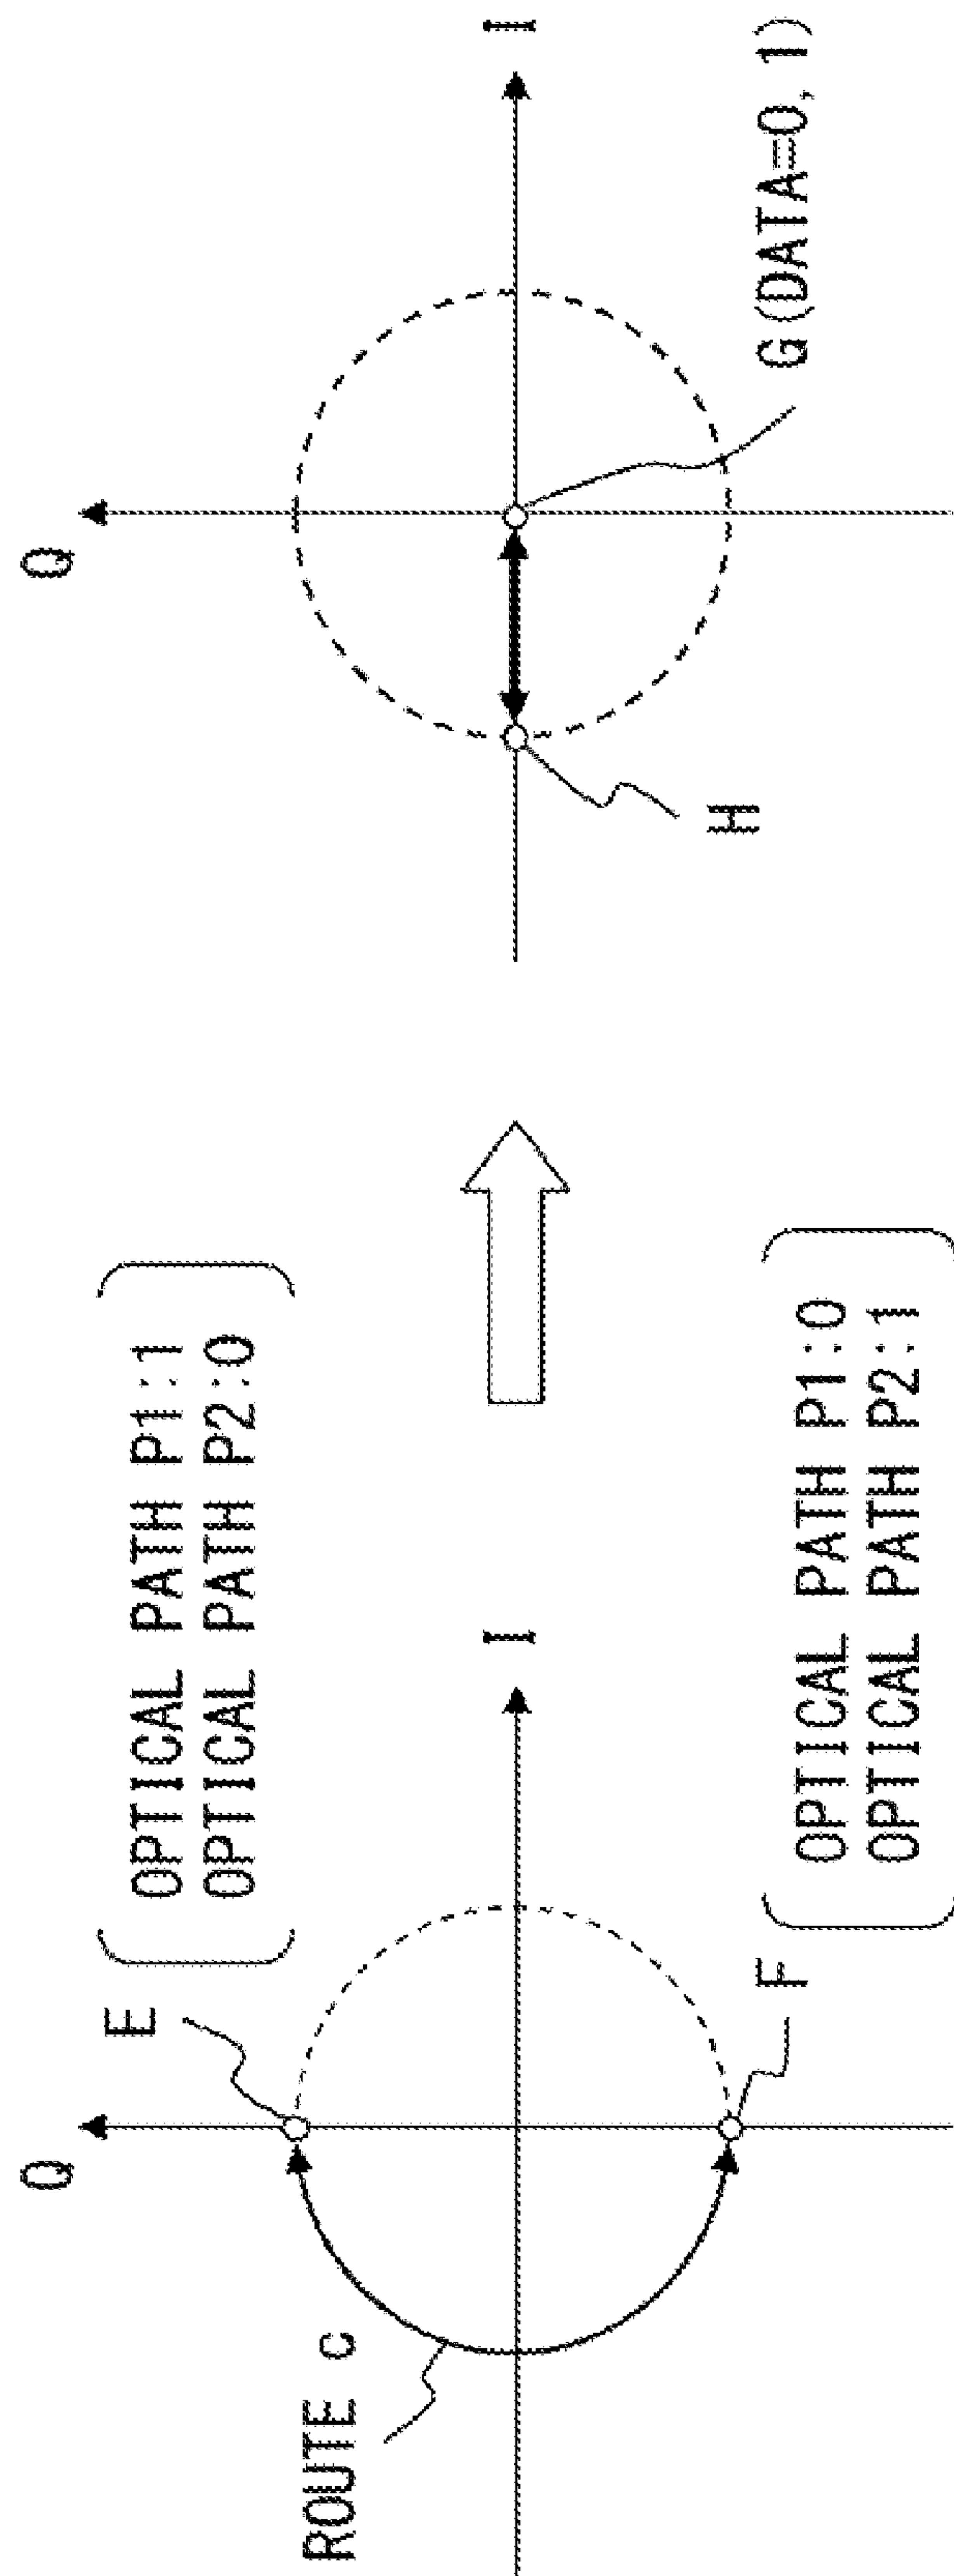 Q
E
OPTICAL PATH P1:1
OPTICAL PATH P2:0
ROUTE c
I
F
OPTICAL PATH P1:0
OPTICAL PATH P2:1
Q
I
H
G(DATA=0, 1)